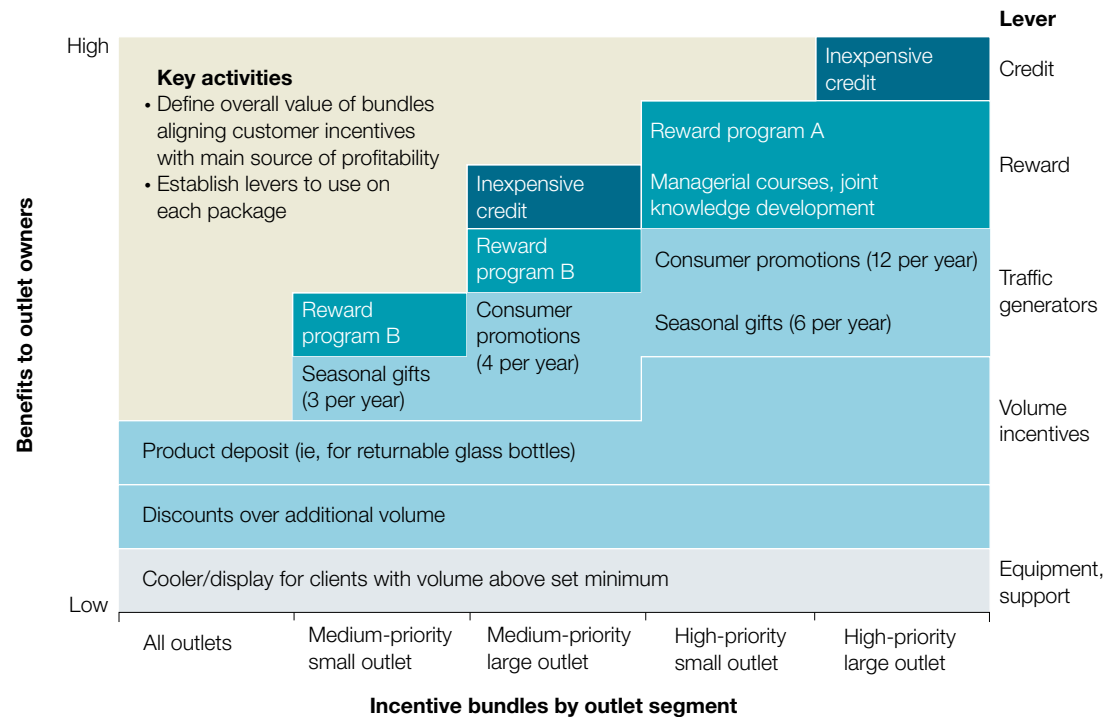 Lever
High
Key activities
• Define overall value of bundles
aligning customer incentives
with main source of profitability
• Establish levers to use on
each package
Inexpensive
credit
Credit
Reward program A
Managerial courses, joint
knowledge development
Reward
Inexpensive
credit
Reward
program B
Consumer promotions (12 per year)
Seasonal gifts (6 per year)
Traffic
generators
Reward
program B
Consumer
promotions
(4 per year)
Seasonal gifts
(3 per year)
Volume
incentives
Product deposit (ie, for returnable glass bottles)
Discounts over additional volume
Cooler/display for clients with volume above set minimum
Equipment,
support
Low
Benefits to outlet owners
All outlets
Medium-priority
small outlet
Medium-priority
large outlet
High-priority
small outlet
High-priority
large outlet
Incentive bundles by outlet segment